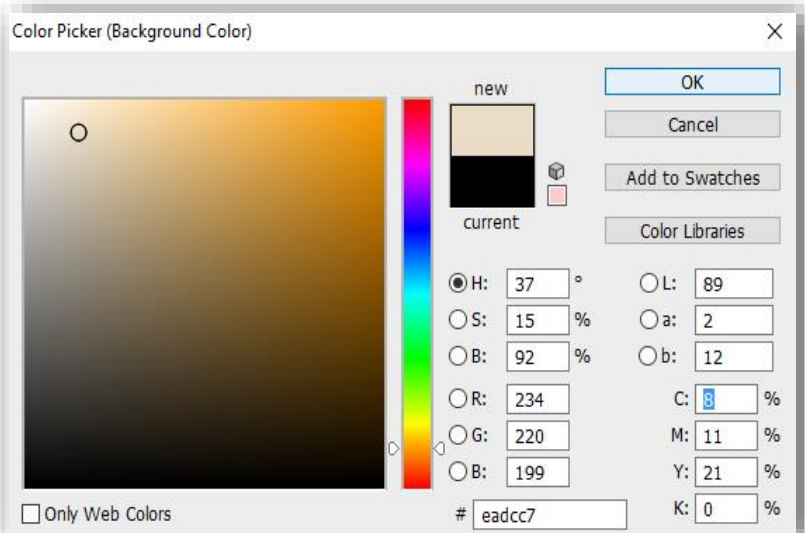 Color Picker (Background Color)
new
current
OK
Cancel
Add to Swatches
Color Libraries
H: 37 °
S: 15 %
B: 92 %
R: 234
G: 220
B: 199
# eadcc7
L: 89
a: 2
b: 12
C: 8 %
M: 11 %
Y: 21 %
K: 0 %
Only Web Colors